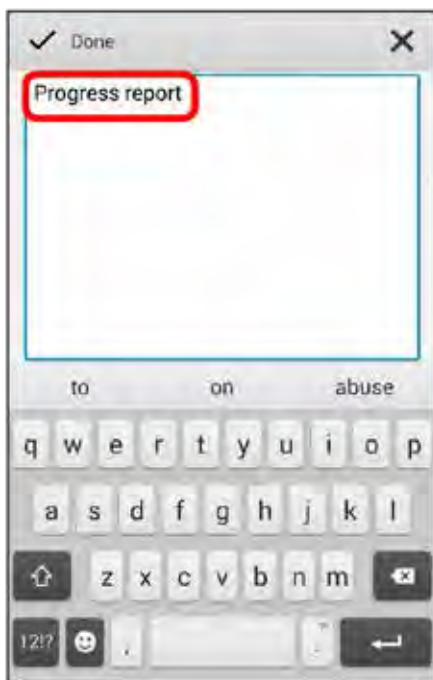 Done
Progress report
to on abuse
q w e r t y u i o p
a s d f g h j k l
z x c v b n m
12!? , .